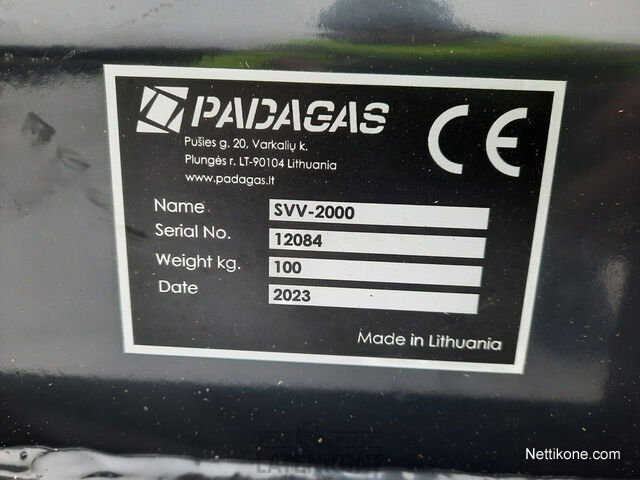 PADAGAS
CE
Pušies g. 20, Varkalių k.
Plungės r. LT-90104 Lithuania
www.padagas.lt
Name SVV-2000
Serial No. 12084
Weight kg. 100
Date 2023
Made in Lithuania
Nettikone.com